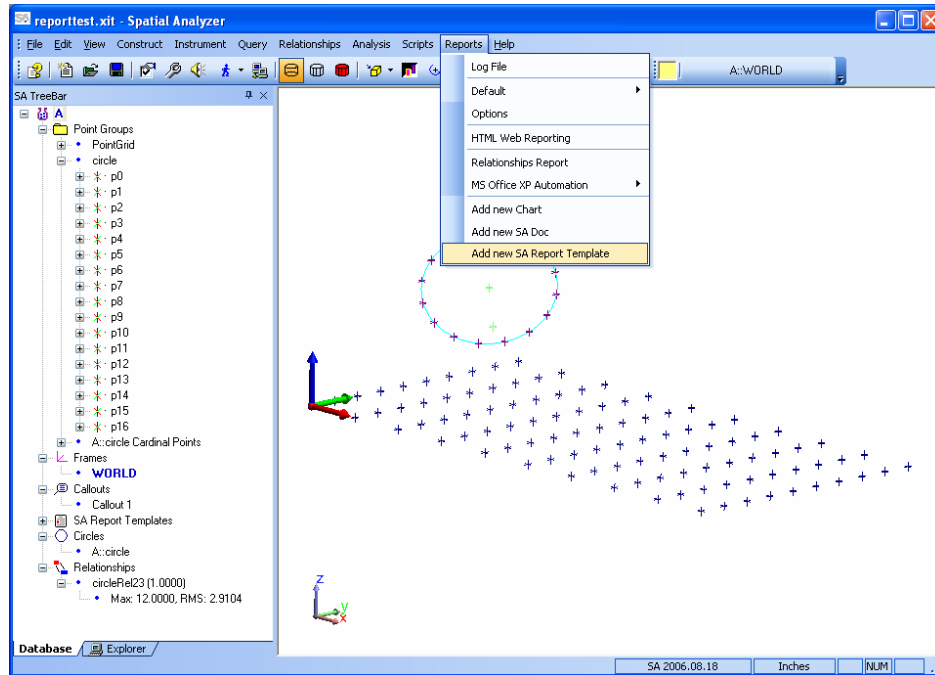 reporttest.xit - Spatial Analyzer
File Edit View Construct Instrument Query Relationships Analysis Scripts Reports Help
A::WORLD
SA TreeBar
A
Point Groups
PointGrid
circle
p0
p1
p2
p3
p4
p5
p6
p7
p8
p9
p10
p11
p12
p13
p14
p15
p16
A::circle Cardinal Points
Frames
WORLD
Callouts
Callout 1
SA Report Templates
Circles
A::circle
Relationships
circleRel23 (1.0000)
Max: 12.0000, RMS: 2.9104
Database Explorer
Log File
Default
Options
HTML Web Reporting
Relationships Report
MS Office XP Automation
Add new Chart
Add new SA Doc
Add new SA Report Template
Z
Y
X
SA 2006.08.18 Inches NUM